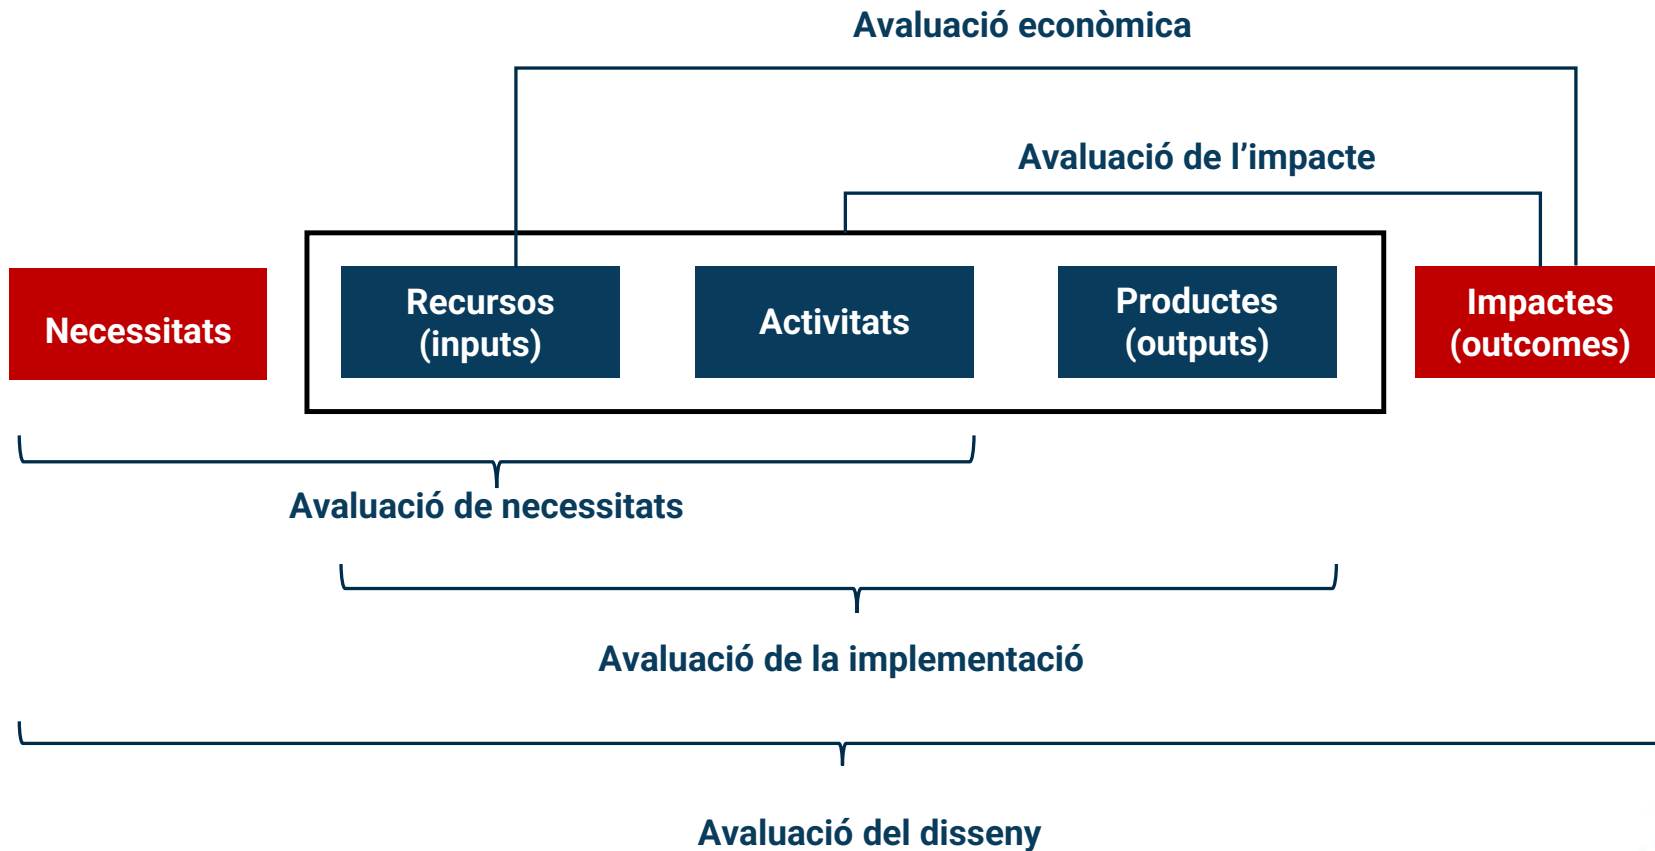 Avaluació econòmica
Avaluació de l’impacte
Necessitats
Recursos
(inputs)
Activitats
Productes
(outputs)
Impactes
(outcomes)
Avaluació de necessitats
Avaluació de la implementació
Avaluació del disseny